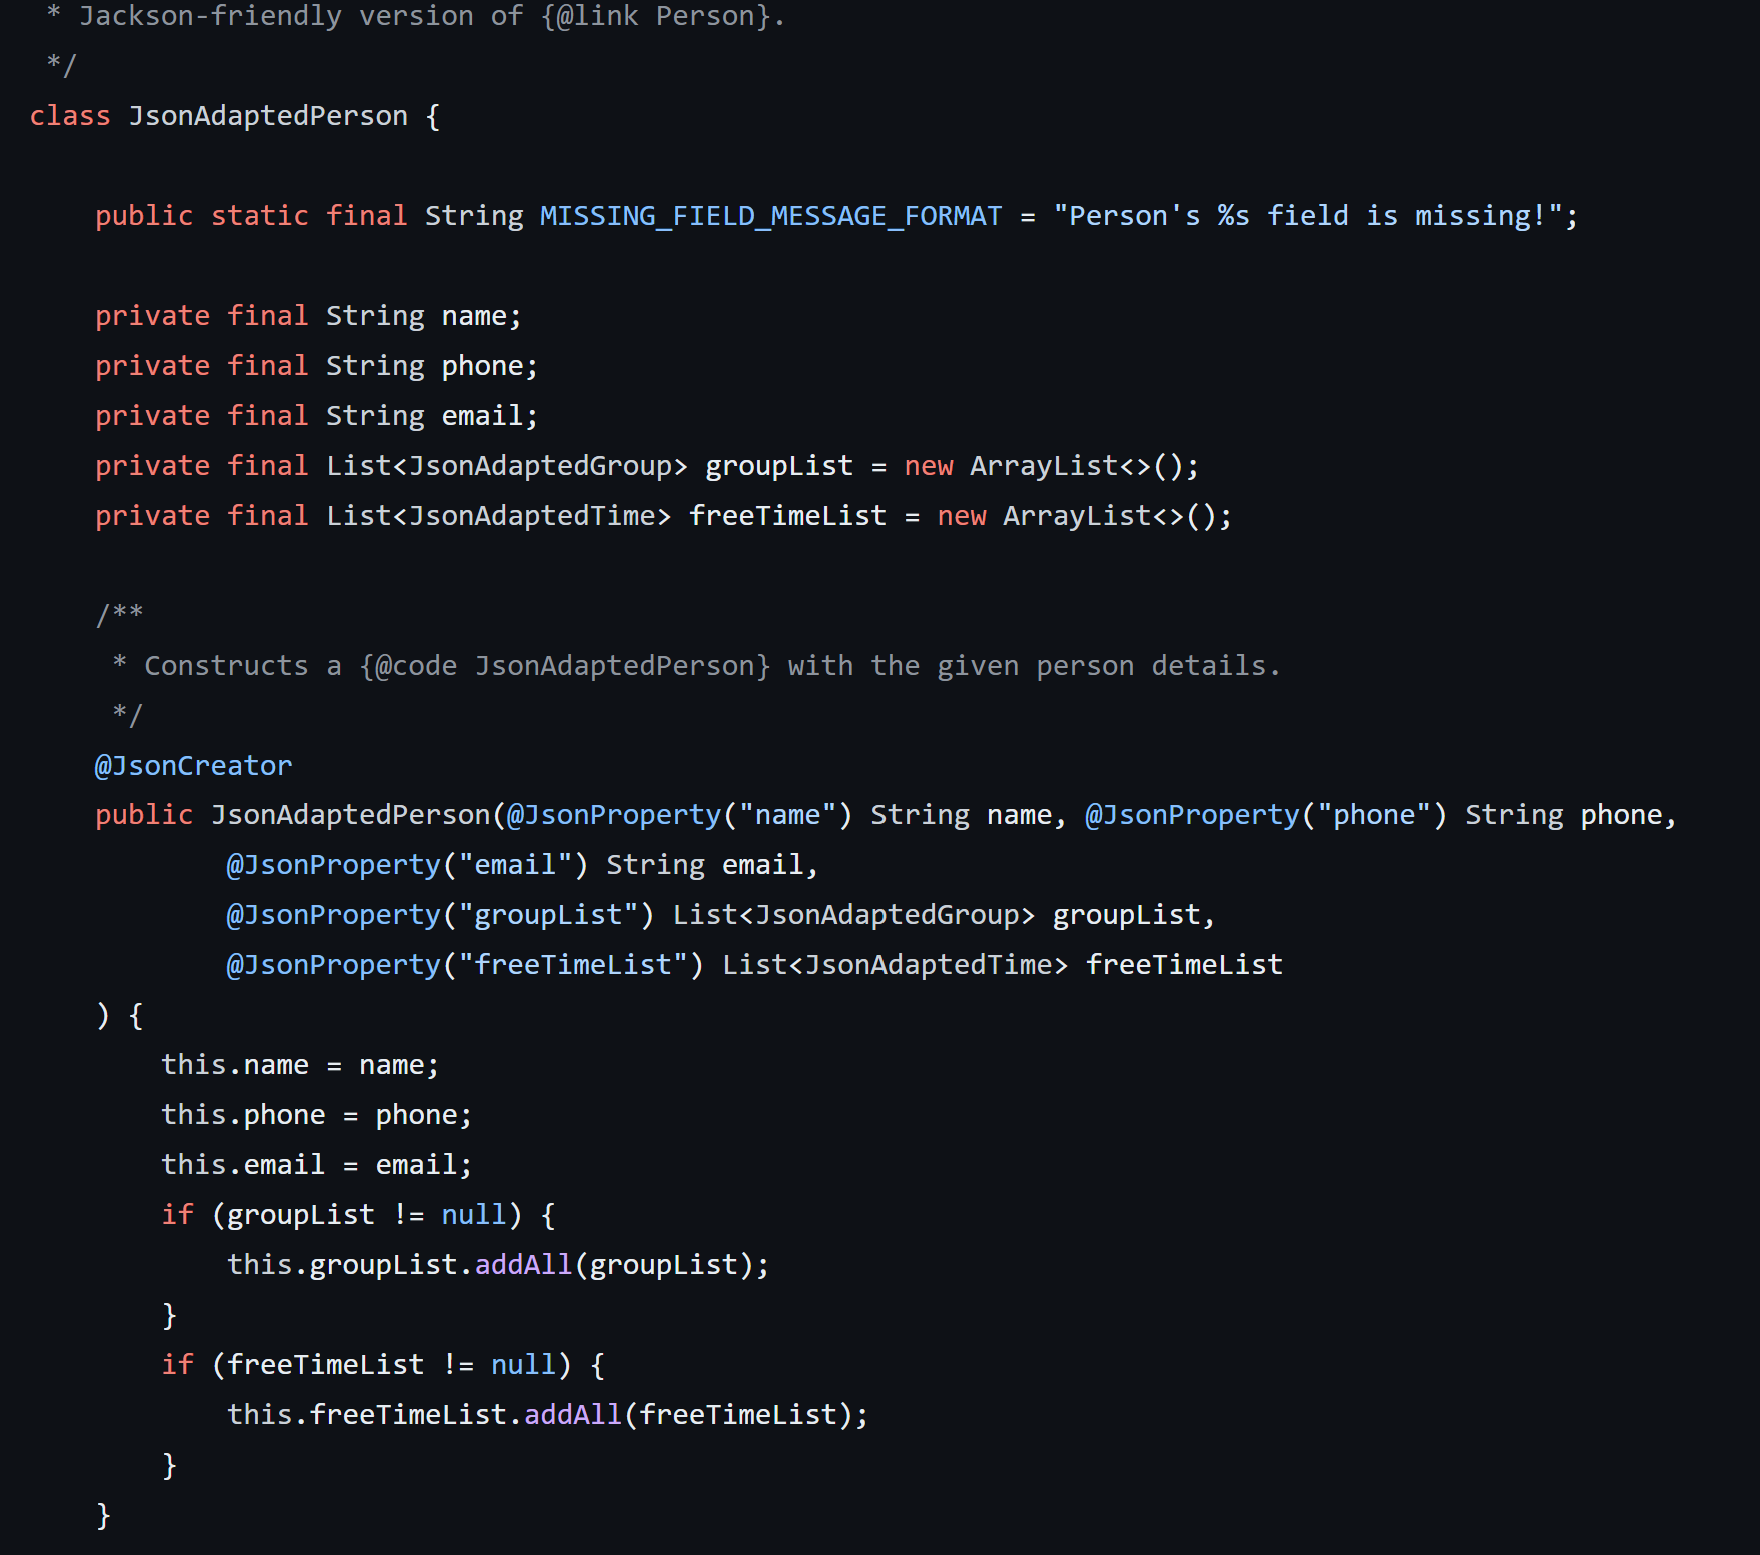 * Jackson-friendly version of {@link Person}.
 */
class JsonAdaptedPerson {

    public static final String MISSING_FIELD_MESSAGE_FORMAT = "Person's %s field is missing!";

    private final String name;
    private final String phone;
    private final String email;
    private final List<JsonAdaptedGroup> groupList = new ArrayList<>();
    private final List<JsonAdaptedTime> freeTimeList = new ArrayList<>();

    /**
     * Constructs a {@code JsonAdaptedPerson} with the given person details.
     */
    @JsonCreator
    public JsonAdaptedPerson(@JsonProperty("name") String name, @JsonProperty("phone") String phone,
            @JsonProperty("email") String email,
            @JsonProperty("groupList") List<JsonAdaptedGroup> groupList,
            @JsonProperty("freeTimeList") List<JsonAdaptedTime> freeTimeList
    ) {
        this.name = name;
        this.phone = phone;
        this.email = email;
        if (groupList != null) {
            this.groupList.addAll(groupList);
        }
        if (freeTimeList != null) {
            this.freeTimeList.addAll(freeTimeList);
        }
    }